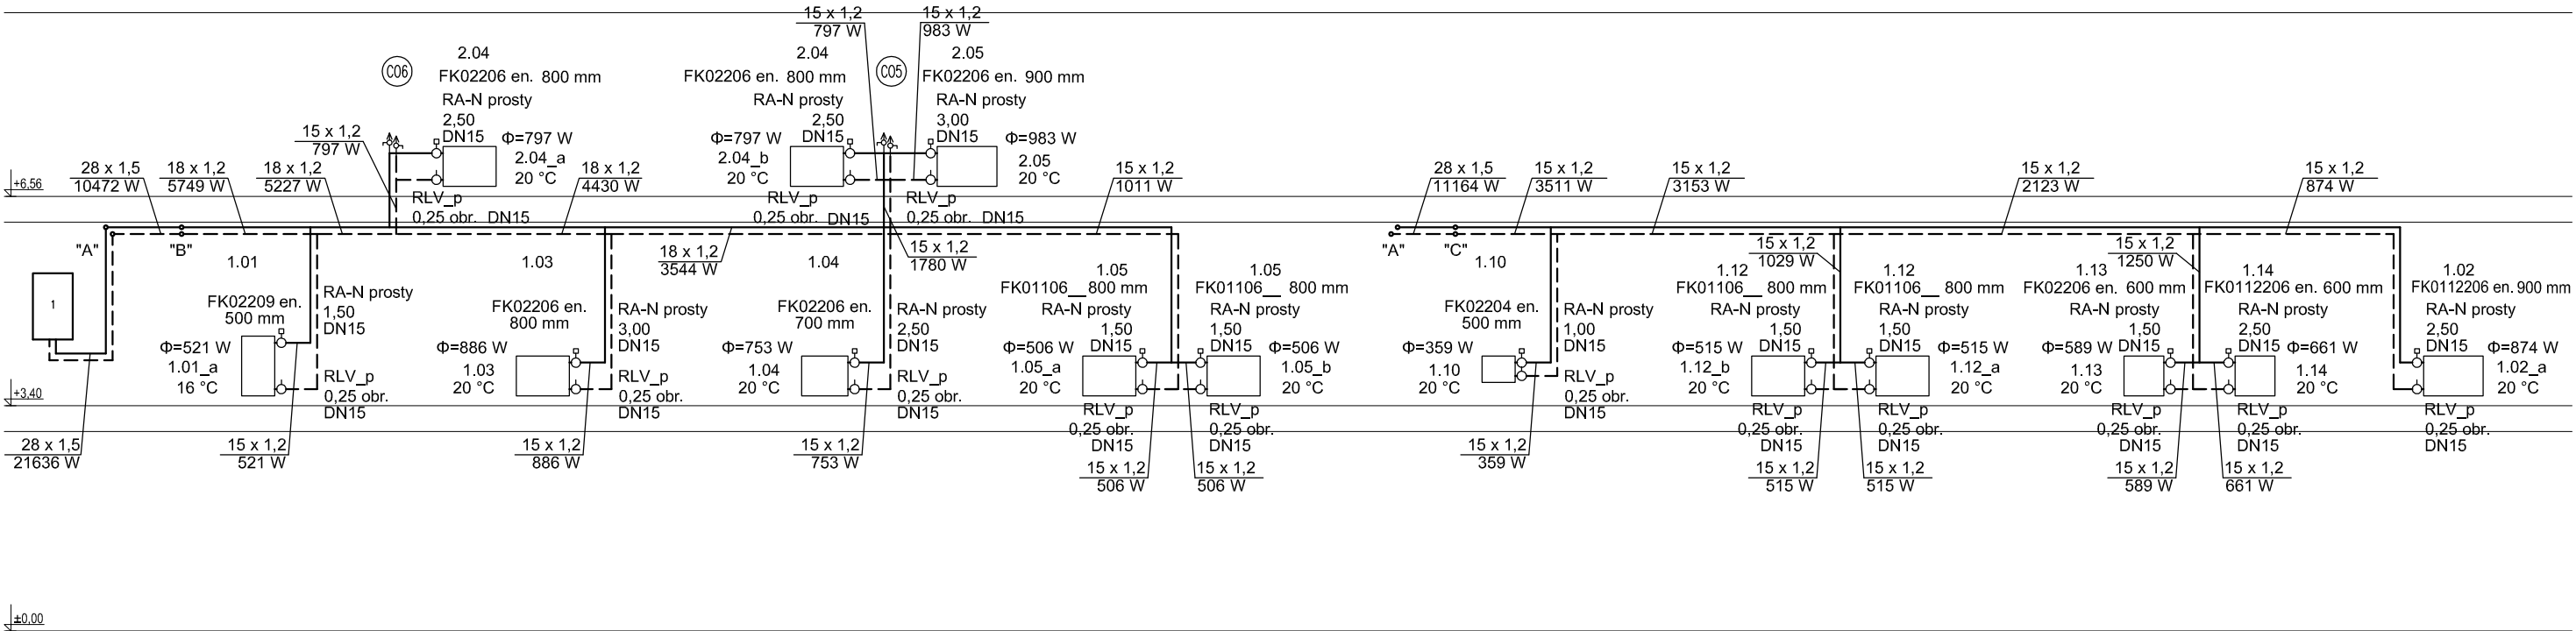 15 x 1,2
797 W
15 x 1,2
983 W
C06
2.04
FK02206 en. 800 mm
RA-N prosty
2,50
DN15
Φ=797 W
2.04_a
20 °C
RLV_p
0,25 obr. DN15
15 x 1,2
797 W
2.04
FK02206 en. 800 mm
RA-N prosty
2,50
DN15
Φ=797 W
2.04_b
20 °C
RLV_p
0,25 obr. DN15
C05
2.05
FK02206 en. 900 mm
RA-N prosty
3,00
DN15
Φ=983 W
2.05
20 °C
RLV_p
0,25 obr. DN15
+6,56
28 x 1,5
10472 W
18 x 1,2
5749 W
18 x 1,2
5227 W
18 x 1,2
4430 W
15 x 1,2
1011 W
28 x 1,5
11164 W
15 x 1,2
3511 W
15 x 1,2
3153 W
15 x 1,2
2123 W
15 x 1,2
874 W
"A"
"B"
18 x 1,2
3544 W
15 x 1,2
1780 W
"A"
"C"
15 x 1,2
1029 W
15 x 1,2
1250 W
1
1.01
FK02209 en.
500 mm
RA-N prosty
1,50
DN15
Φ=521 W
1.01_a
16 °C
RLV_p
0,25 obr.
DN15
1.03
FK02206 en.
800 mm
RA-N prosty
3,00
DN15
Φ=886 W
1.03
20 °C
RLV_p
0,25 obr.
DN15
1.04
FK02206 en.
700 mm
RA-N prosty
2,50
DN15
Φ=753 W
1.04
20 °C
RLV_p
0,25 obr.
DN15
1.05
FK01106__ 800 mm
RA-N prosty
1,50
DN15
Φ=506 W
1.05_a
20 °C
RLV_p
0,25 obr.
DN15
1.05
FK01106__ 800 mm
RA-N prosty
1,50
DN15
Φ=506 W
1.05_b
20 °C
RLV_p
0,25 obr.
DN15
1.10
FK02204 en.
500 mm
RA-N prosty
1,00
DN15
Φ=359 W
1.10
20 °C
RLV_p
0,25 obr.
DN15
1.12
FK01106__ 800 mm
RA-N prosty
1,50
DN15
Φ=515 W
1.12_b
20 °C
RLV_p
0,25 obr.
DN15
1.12
FK01106__ 800 mm
RA-N prosty
1,50
DN15
Φ=515 W
1.12_a
20 °C
RLV_p
0,25 obr.
DN15
1.13
FK02206 en. 600 mm
RA-N prosty
1,50
DN15
Φ=589 W
1.13
20 °C
RLV_p
0,25 obr.
DN15
1.14
FK0112206 en. 600 mm
RA-N prosty
2,50
DN15
Φ=661 W
1.14
20 °C
RLV_p
0,25 obr.
DN15
1.02
FK0112206 en. 900 mm
RA-N prosty
2,50
DN15
Φ=874 W
1.02_a
20 °C
RLV_p
0,25 obr.
DN15
+3,40
28 x 1,5
21636 W
15 x 1,2
521 W
15 x 1,2
886 W
15 x 1,2
753 W
15 x 1,2
506 W
15 x 1,2
506 W
15 x 1,2
359 W
15 x 1,2
515 W
15 x 1,2
515 W
15 x 1,2
589 W
15 x 1,2
661 W
±0,00